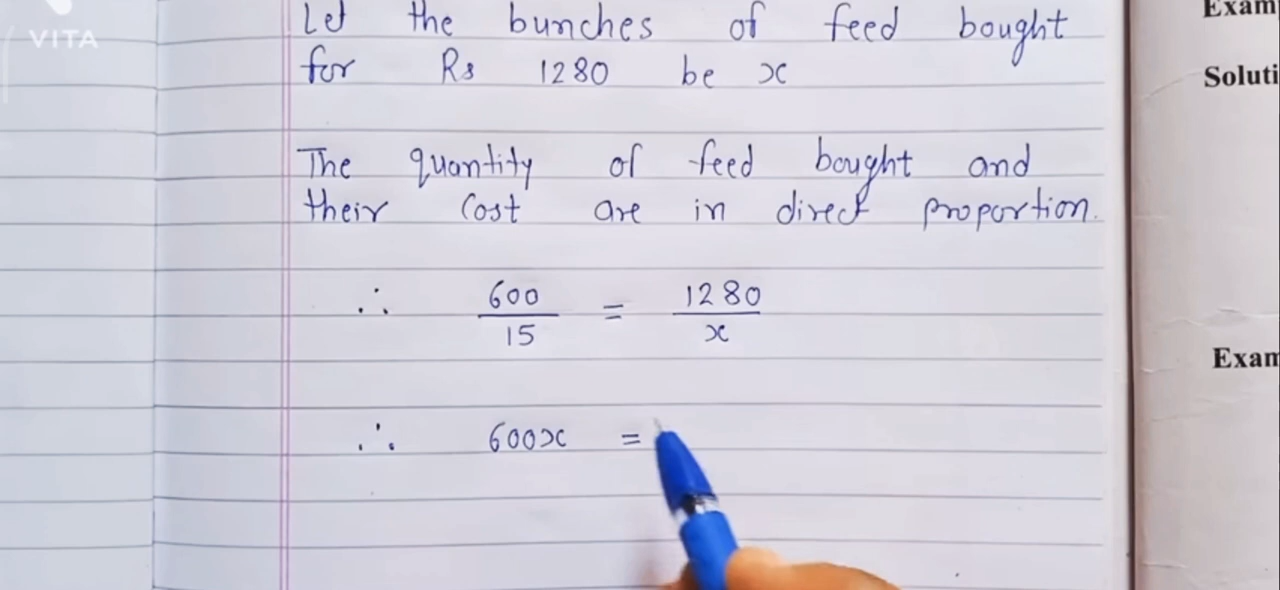 VITA
Let the bunches of feed bought
for Rs 1280 be x
The quantity of feed bought and
their cost are in direct proportion.
∴ 600/15 = 1280/x
∴ 600x =
Exam
Soluti
Exam